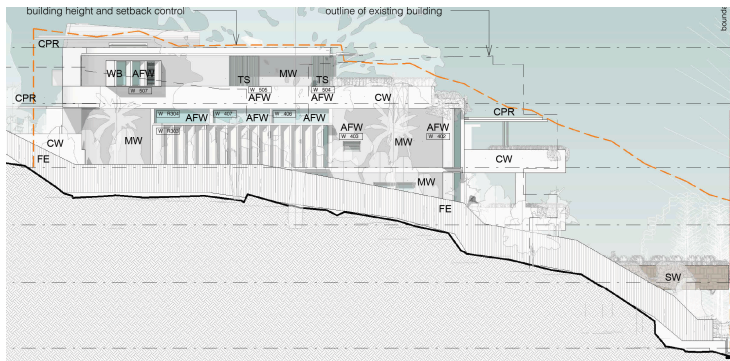 building height and setback control
outline of existing building
bounda
CPR
WB AFW
TS
MW
TS
W 507
W 505
W 504
AFW
AFW
CW
CPR
CPR
W R304
W 407
W 406
AFW
AFW
AFW
W R303
AFW
AFW
W 403
W 402
CW
MW
MW
CW
FE
MW
FE
SW